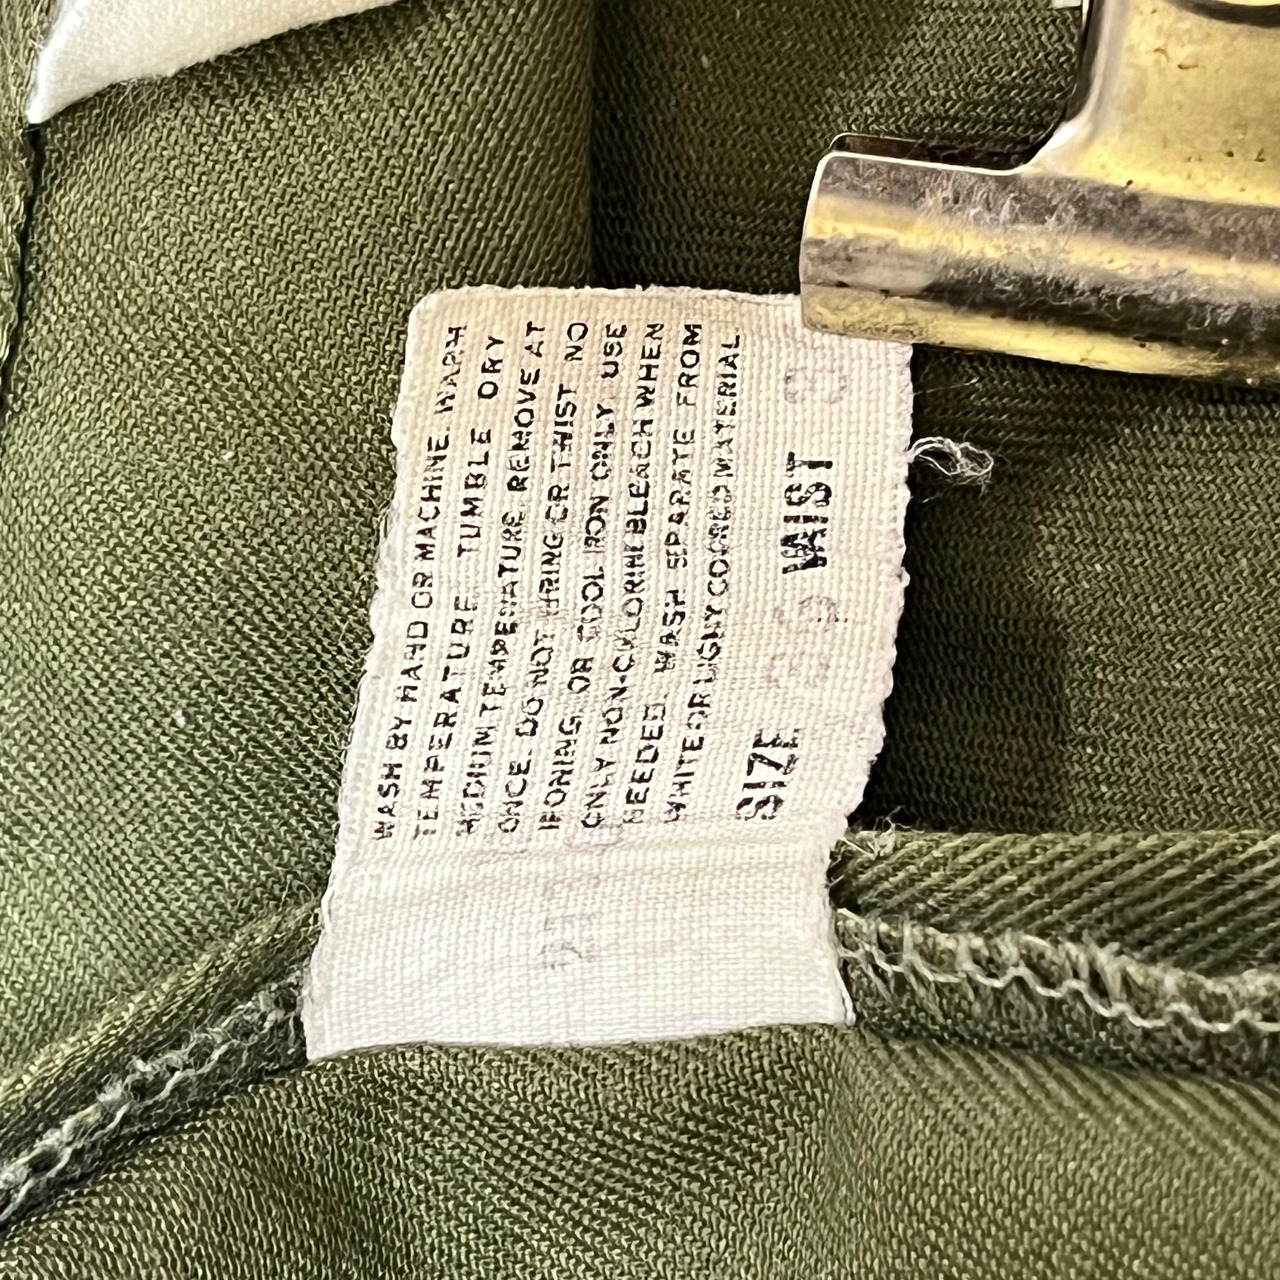 WASH BY HAND OR MACHINE. WARM
TEMPERATURE. TUMBLE DRY
MEDIUM TEMPERATURE. REMOVE AT
ONCE. DO NOT WRING OR TWIST NO
IRONING, OR COOL IRON ONLY. USE
ONLY NON-CHLORINE BLEACH WHEN
NEEDED. WASH SEPARATE FROM
WHITE OR LIGHT COLORED MATERIAL
SIZE WAIST